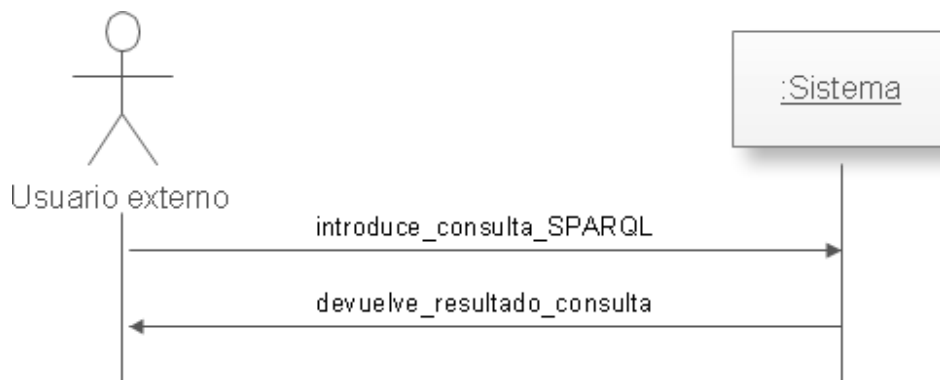 :Sistema
Usuario externo
introduce_consulta_SPARQL
devuelve_resultado_consulta